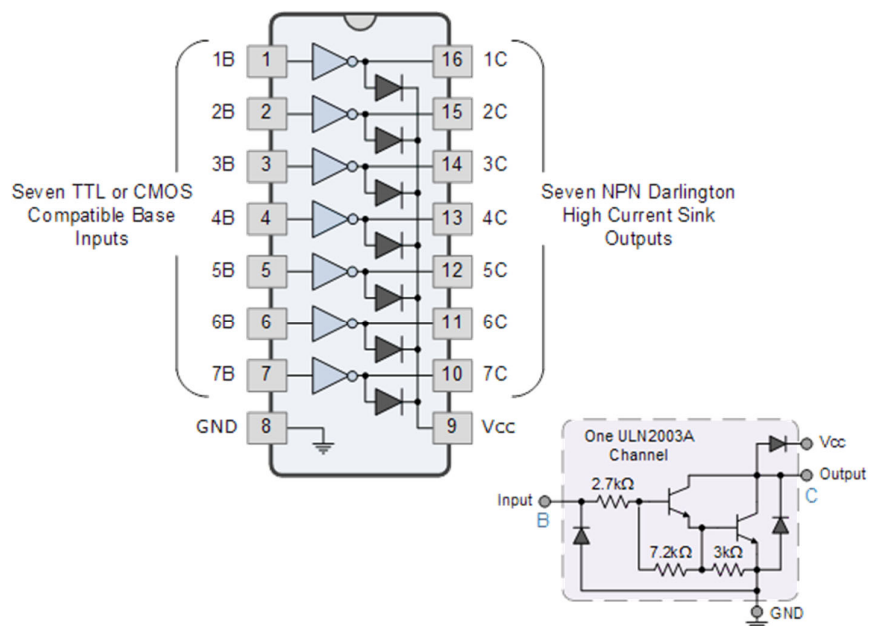 1B 1 16 1C
2B 2 15 2C
3B 3 14 3C
Seven TTL or CMOS
Compatible Base
Inputs
Seven NPN Darlington
High Current Sink
Outputs
4B 4 13 4C
5B 5 12 5C
6B 6 11 6C
7B 7 10 7C
GND 8 9 Vcc
One ULN2003A
Channel
Vcc
Output
C
2.7kΩ
Input
B
7.2kΩ 3kΩ
GND